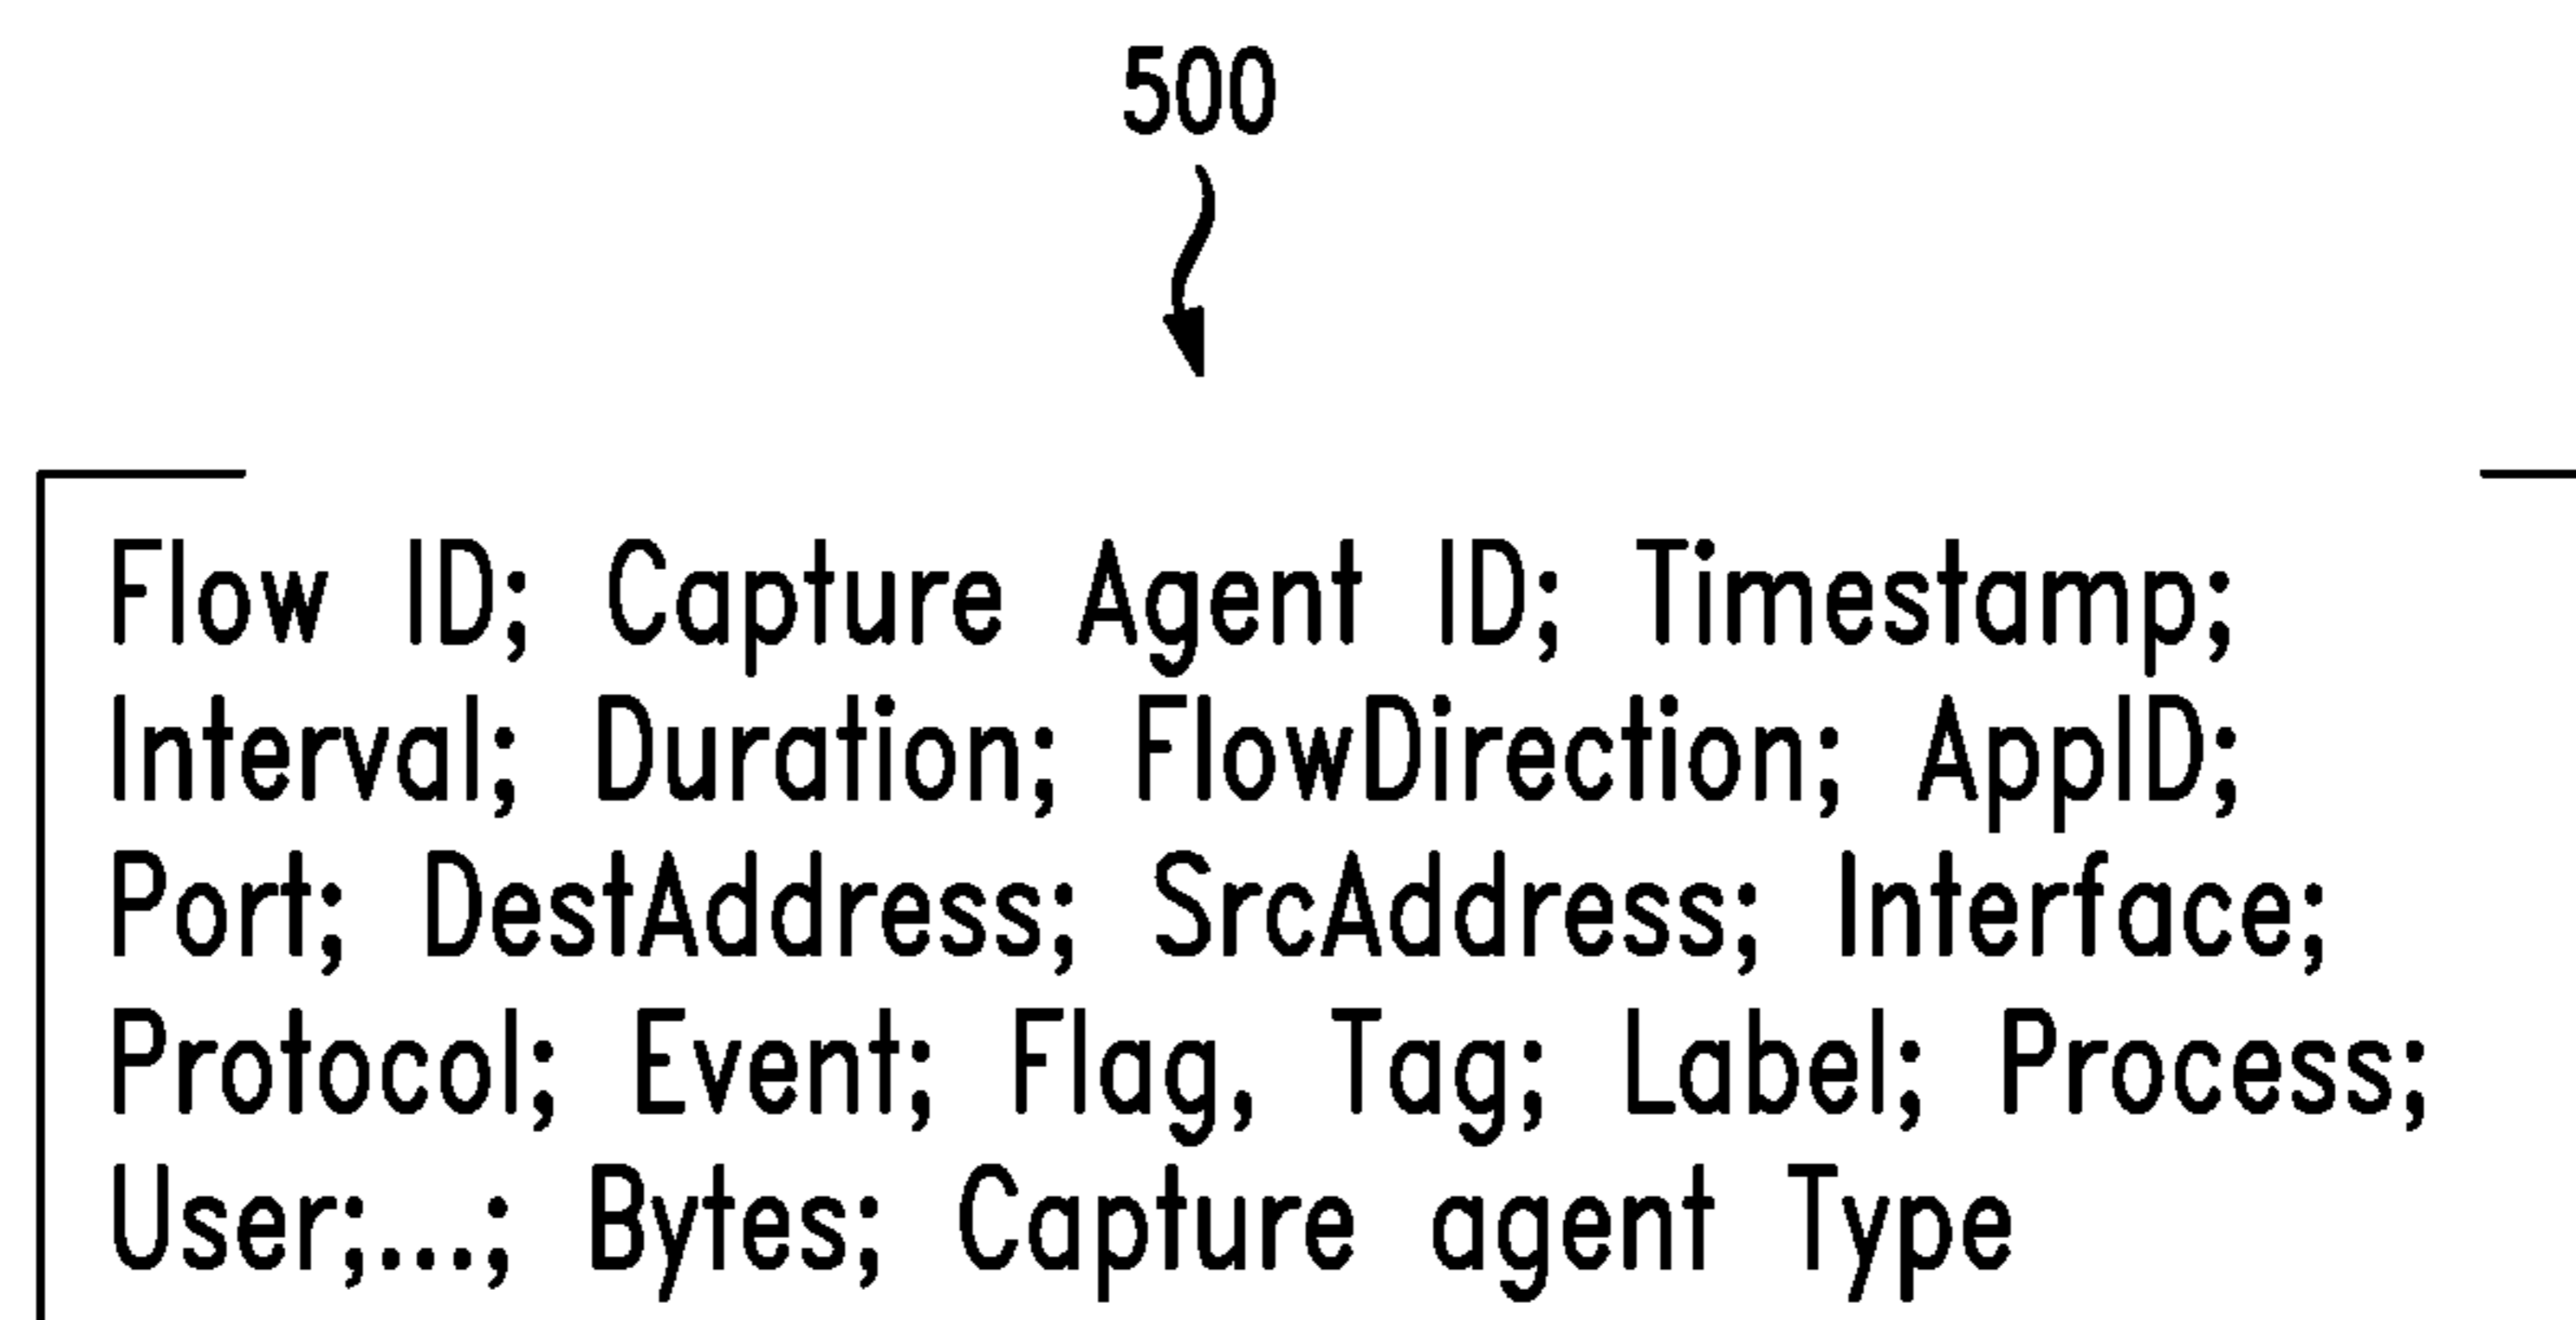 500
Flow ID; Capture Agent ID; Timestamp;
Interval; Duration; FlowDirection; AppID;
Port; DestAddress; SrcAddress; Interface;
Protocol; Event; Flag, Tag; Label; Process;
User;...; Bytes; Capture agent Type